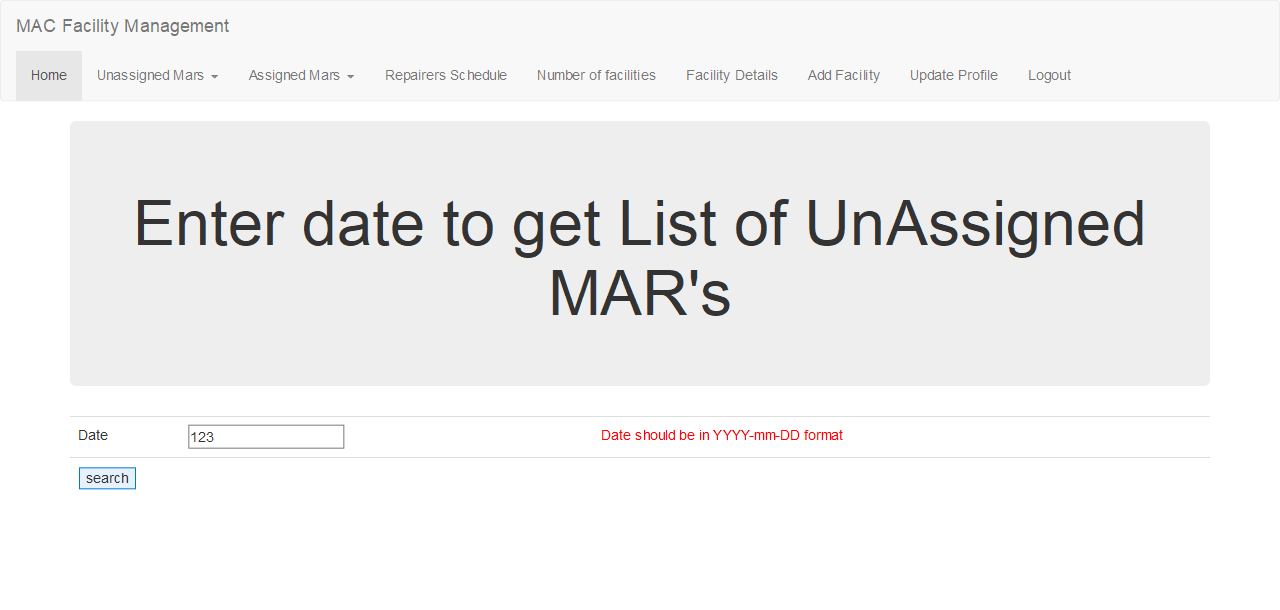 MAC Facility Management
Home Unassigned Mars Assigned Mars Repairers Schedule Number of facilities Facility Details Add Facility Update Profile Logout
Enter date to get List of UnAssigned
MAR's
Date 123 Date should be in YYYY-mm-DD format
search